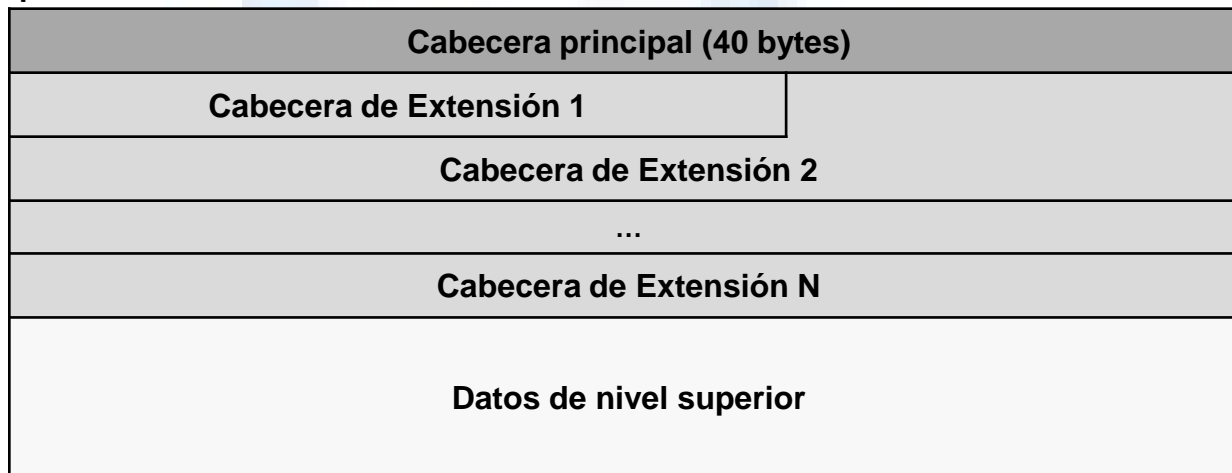 Cabecera principal (40 bytes)
Cabecera de Extensión 1
Cabecera de Extensión 2
...
Cabecera de Extensión N
Datos de nivel superior